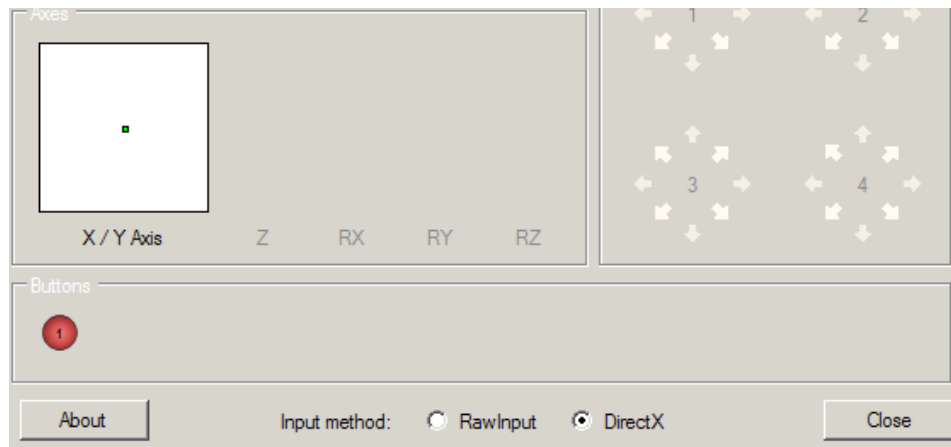 Axes
1 2
3 4
X / Y Axis Z RX RY RZ
Buttons
1
About Input method: RawInput DirectX Close